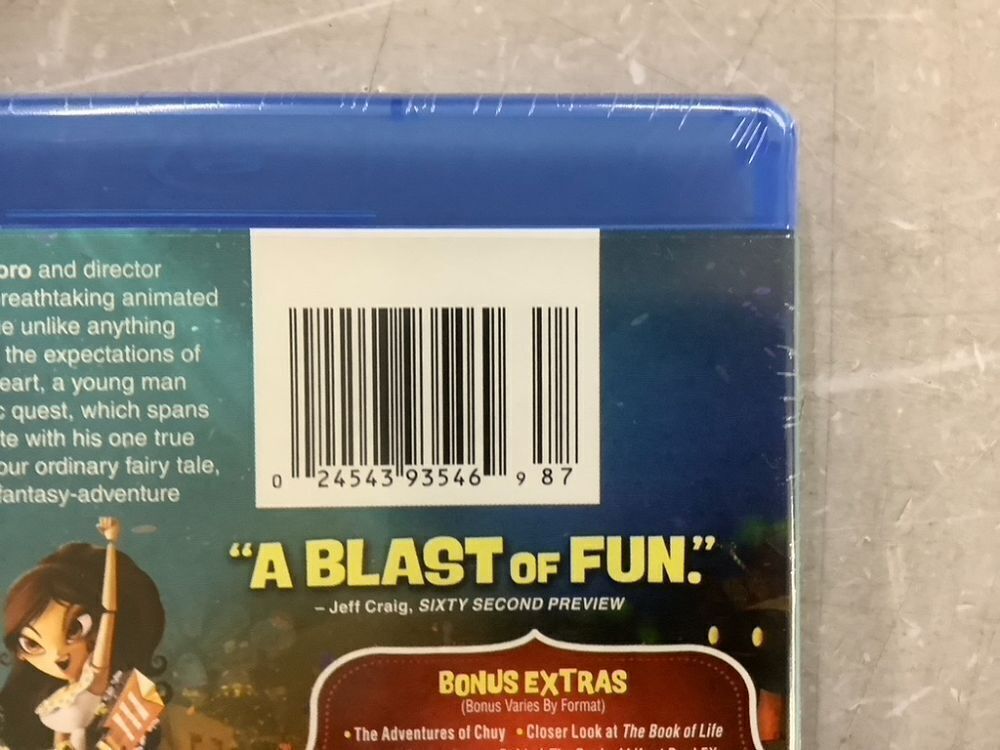 oro and director
reathtaking animated
e unlike anything
the expectations of
eart, a young man
c quest, which spans
te with his one true
our ordinary fairy tale,
fantasy-adventure
0 24543 93546 9 87
“A BLAST OF FUN.”
– Jeff Craig, SIXTY SECOND PREVIEW
BONUS EXTRAS
(Bonus Varies By Format)
• The Adventures of Chuy • Closer Look at The Book of Life